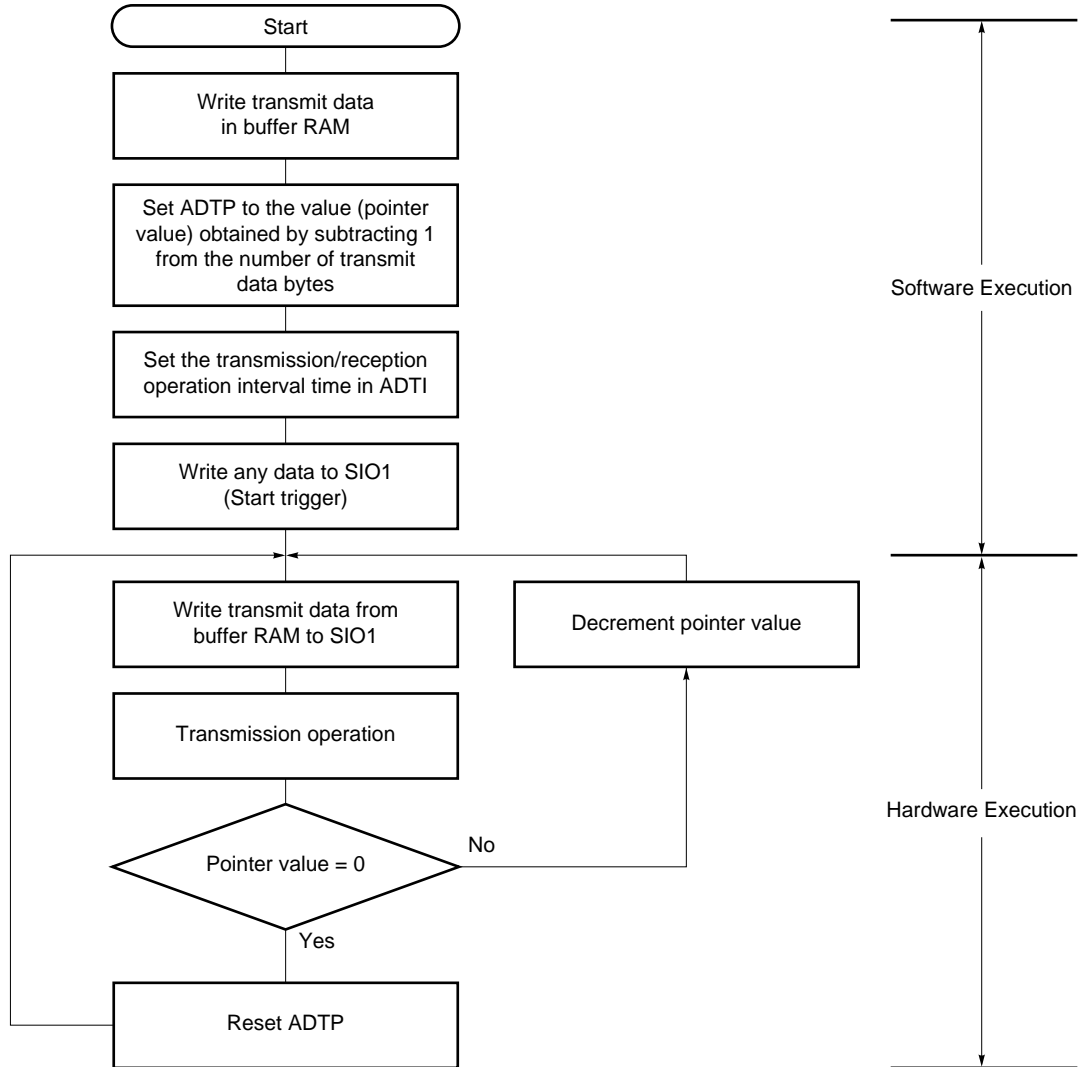 Start
Write transmit data
in buffer RAM
Set ADTP to the value (pointer
value) obtained by subtracting 1
from the number of transmit
data bytes
Software Execution
Set the transmission/reception
operation interval time in ADTI
Write any data to SIO1
(Start trigger)
Write transmit data from
buffer RAM to SIO1
Decrement pointer value
Transmission operation
Hardware Execution
Pointer value = 0
No
Yes
Reset ADTP